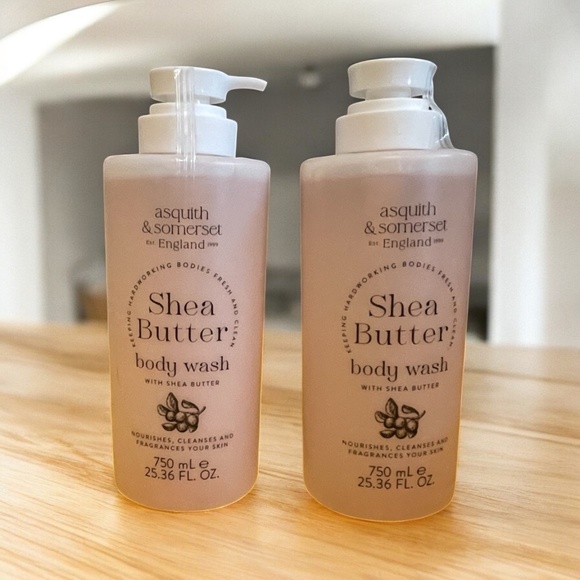 asquith
& somerset
Est England 1999
KEEPING HARDWORKING BODIES FRESH AND CLEAN
Shea
Butter
body wash
WITH SHEA BUTTER
NOURISHES, CLEANSES AND
FRAGRANCES YOUR SKIN
750 mL e
25.36 FL. OZ.
asquith
& somerset
Est England 1999
KEEPING HARDWORKING BODIES FRESH AND CLEAN
Shea
Butter
body wash
WITH SHEA BUTTER
NOURISHES, CLEANSES AND
FRAGRANCES YOUR SKIN
750 mL e
25.36 FL. OZ.